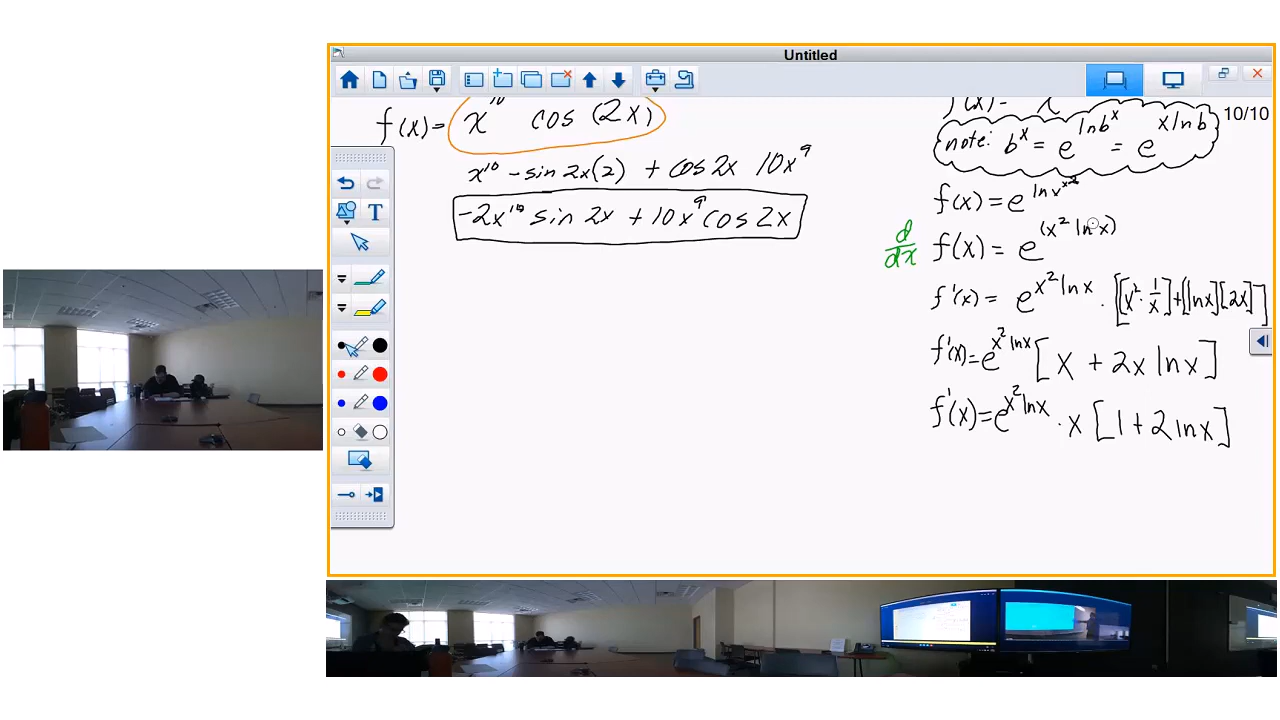 Untitled
10/10
f(x) = x^10 cos (2x)
x^10 -sin 2x(2) + cos 2x 10x^9
-2x^10 sin 2x + 10x^9 cos 2x
note: b^x = e^{ln b^x} = e^{x ln b}
f(x) = e^{ln x^{x^2}}
d/dx f(x) = e^{(x^2 ln x)}
f'(x) = e^{x^2 ln x} · [[x^2 · 1/x] + [ln x][2x]]
f'(x) = e^{x^2 ln x} [x + 2x ln x]
f'(x) = e^{x^2 ln x} · x [1 + 2 ln x]
T